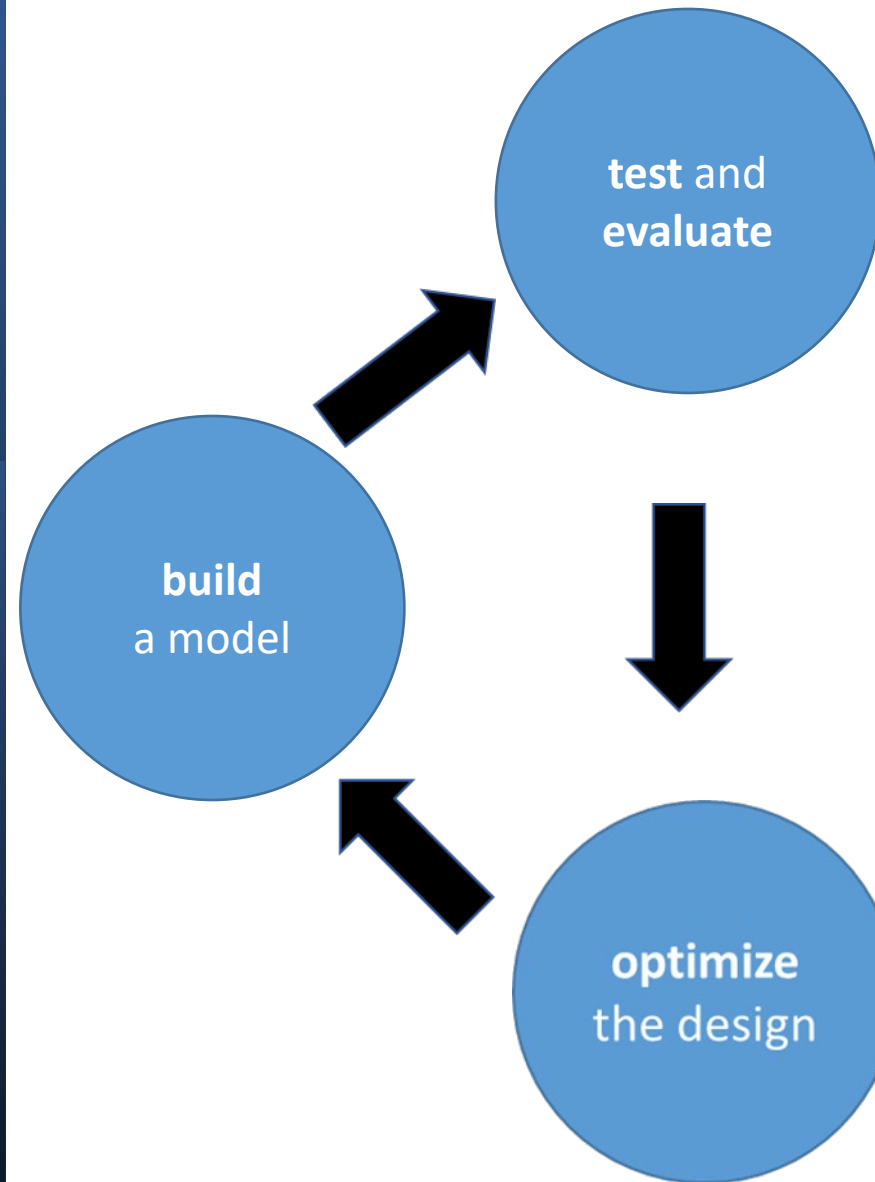 test and
evaluate
build
a model
optimize
the design